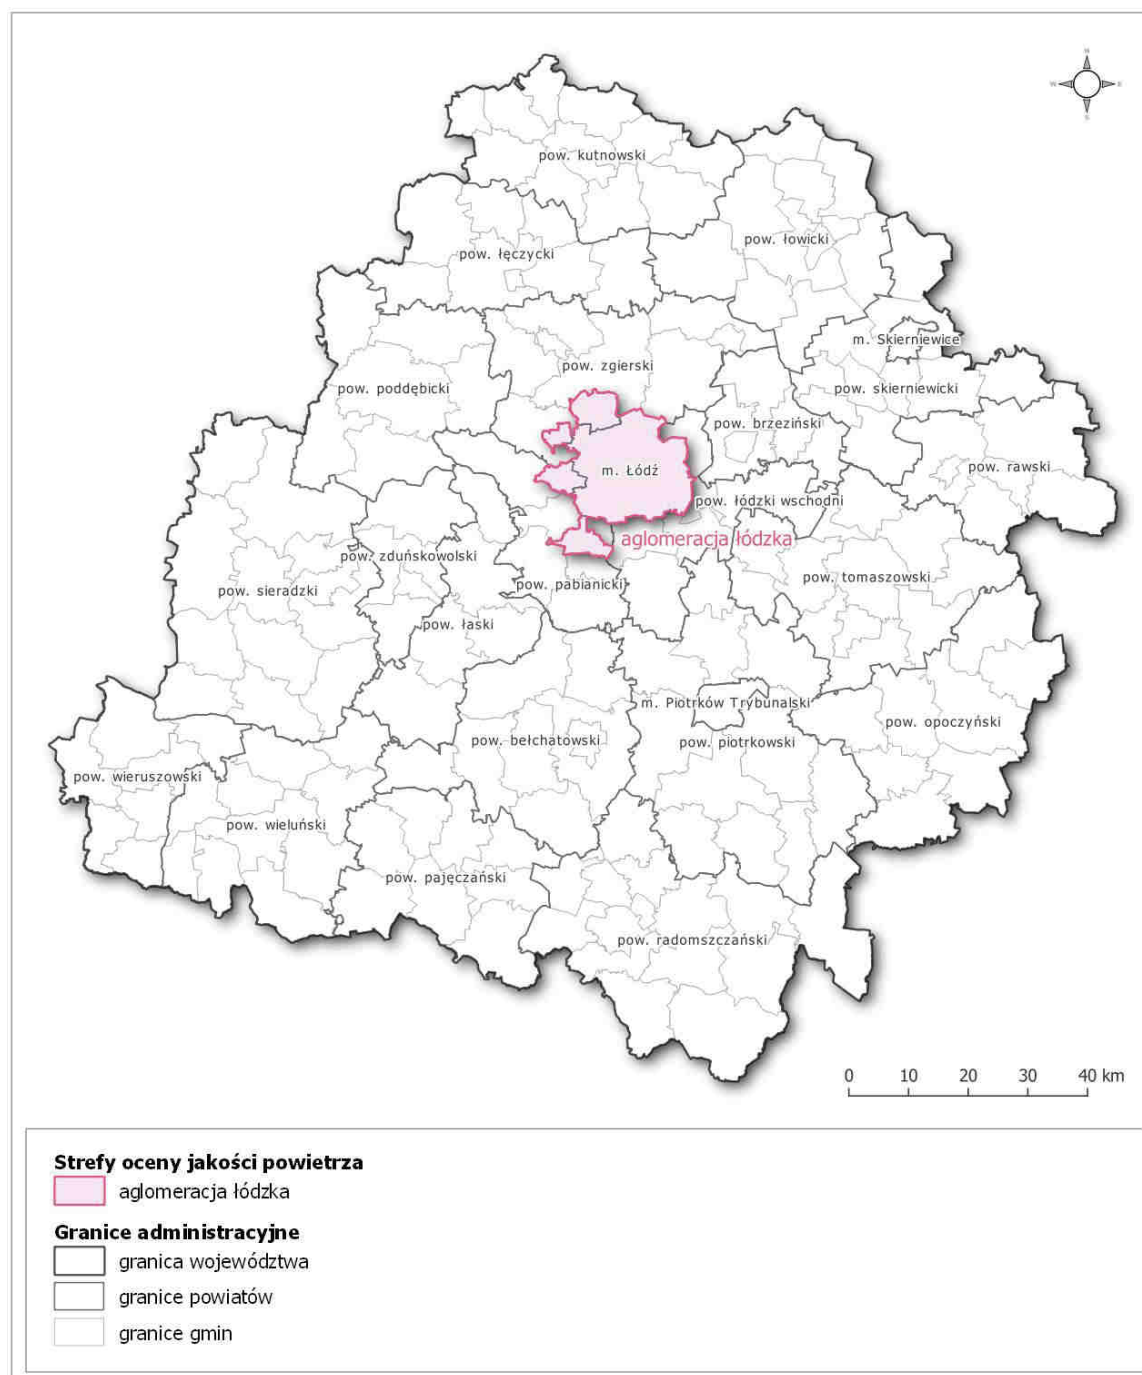 N
W
E
S
pow. kutnowski
pow. łowicki
pow. łęczycki
m. Skierniewice
pow. zgierski
pow. poddębicki
pow. skierniewicki
pow. brzeziński
m. Łódź
pow. rawski
pow. łódzki wschodni
aglomeracja łódzka
pow. zduńskowolski
pow. tomaszowski
pow. sieradzki
pow. pabianicki
pow. łaski
m. Piotrków Trybunalski
pow. opoczyński
pow. bełchatowski
pow. piotrkowski
pow. wieruszowski
pow. wieluński
pow. pajęczański
pow. radomszczański
0 10 20 30 40 km
Strefy oceny jakości powietrza
aglomeracja łódzka
Granice administracyjne
granica województwa
granice powiatów
granice gmin